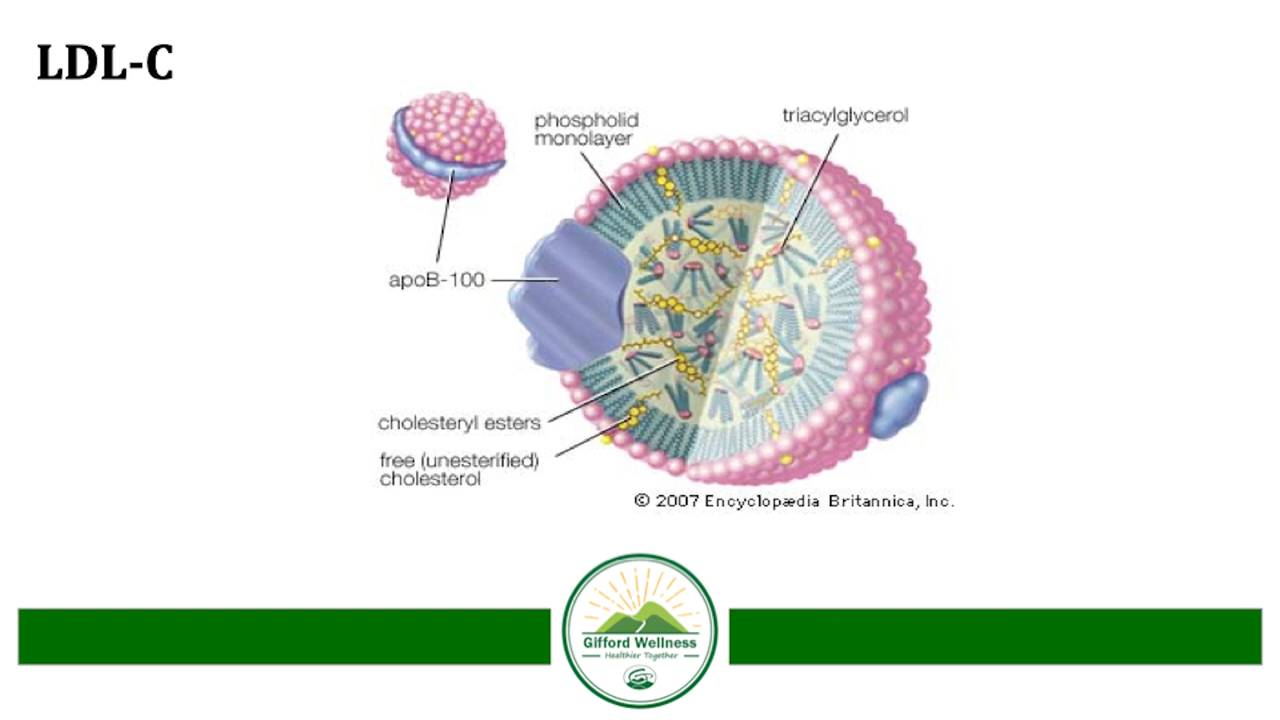 LDL-C
phospholid
monolayer
triacylglycerol
apoB-100
cholesteryl esters
free (unesterified)
cholesterol
© 2007 Encyclopædia Britannica, Inc.
Gifford Wellness
Healthier Together